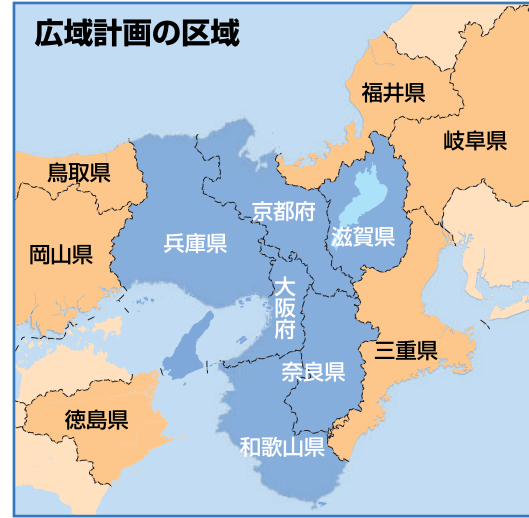 広域計画の区域
福井県
岐阜県
鳥取県
京都府
兵庫県
滋賀県
岡山県
大阪府
三重県
奈良県
徳島県
和歌山県